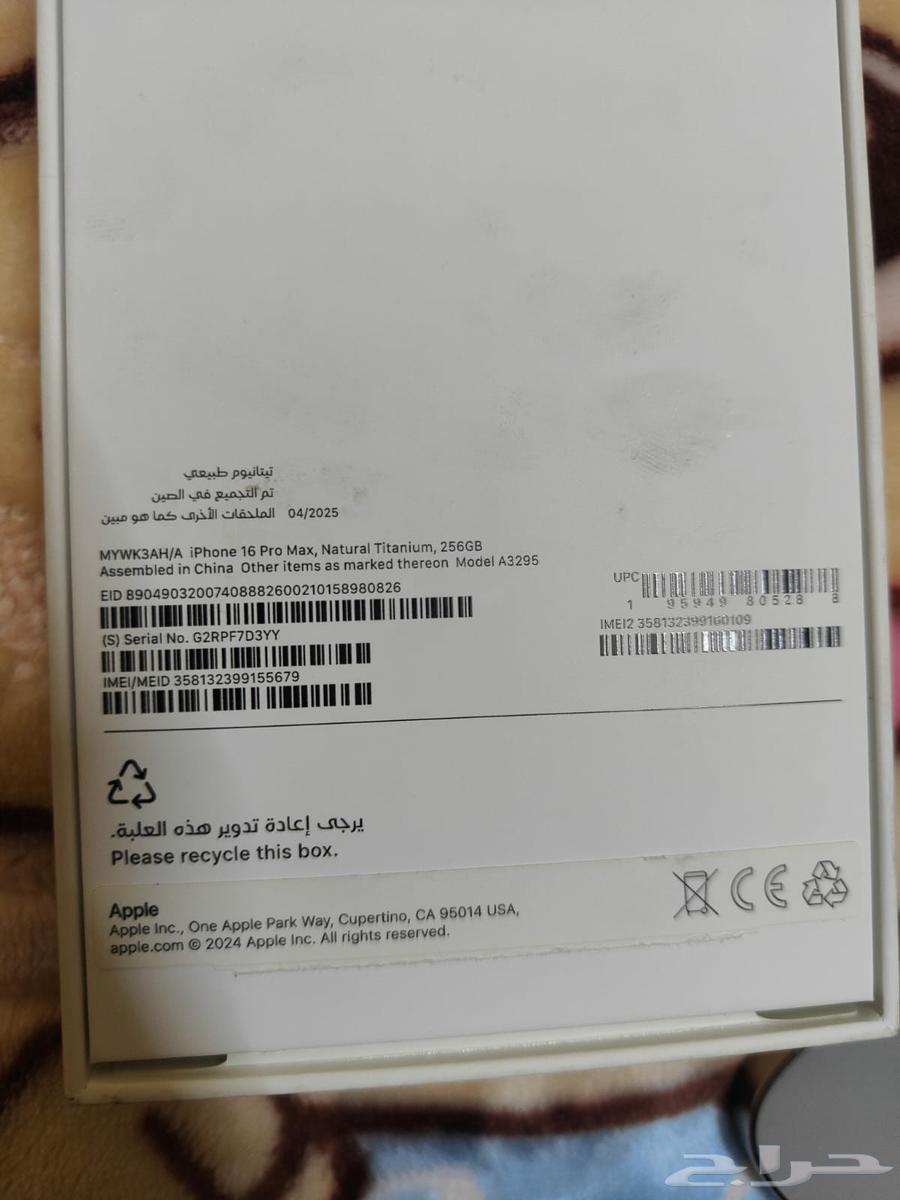 تيتانيوم طبيعي
تم التجميع في الصين
الملحقات الأخرى كما هو مبين 04/2025
MYWK3AH/A iPhone 16 Pro Max, Natural Titanium, 256GB
Assembled in China Other items as marked thereon Model A3295
EID 89049032007408882600210158980826
(S) Serial No. G2RPF7D3YY
IMEI/MEID 358132399155679
UPC
1 95949 80528 8
IMEI2 358132399160109
يرجى إعادة تدوير هذه العلبة.
Please recycle this box.
Apple
Apple Inc., One Apple Park Way, Cupertino, CA 95014 USA,
apple.com © 2024 Apple Inc. All rights reserved.
CE
حراج